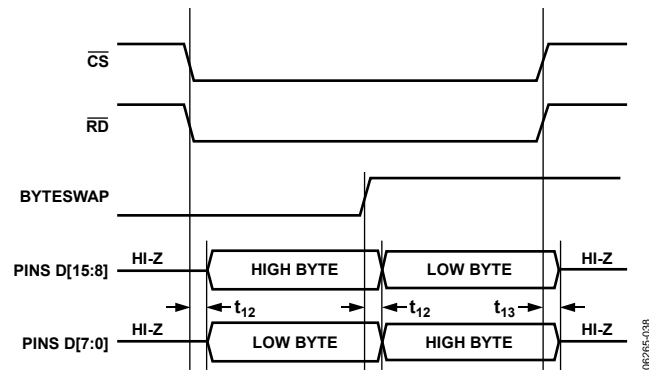 CS
RD
BYTESWAP
PINS D[15:8] HI-Z HIGH BYTE LOW BYTE HI-Z
t12 t12 t13
PINS D[7:0] HI-Z LOW BYTE HIGH BYTE HI-Z
06265-038